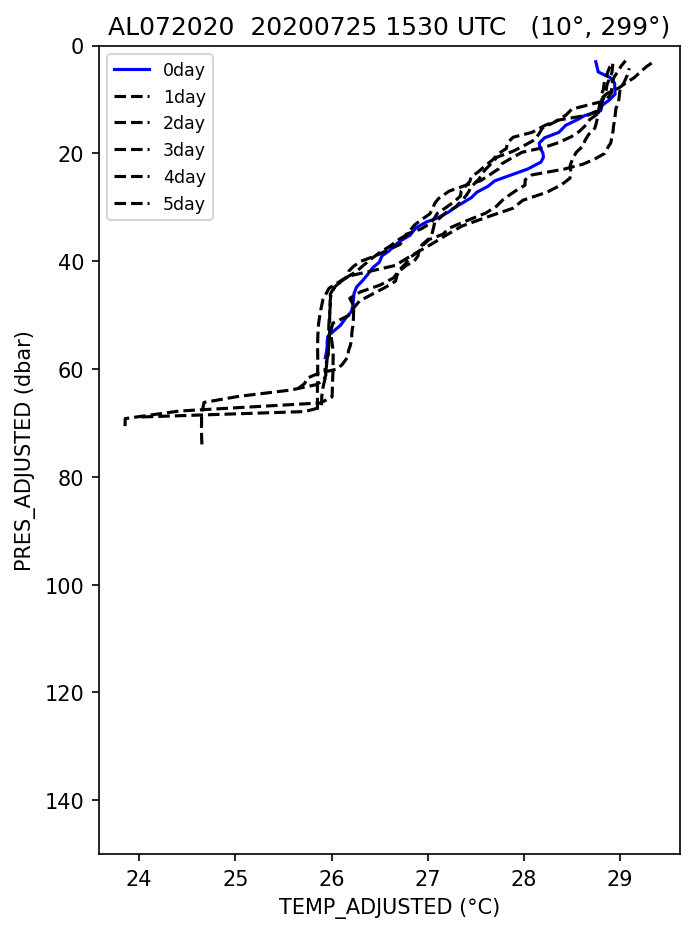 AL072020  20200725 1530 UTC   (10°, 299°)
0
20
40
60
80
100
120
140
PRES_ADJUSTED (dbar)
0day
1day
2day
3day
4day
5day
24 25 26 27 28 29
TEMP_ADJUSTED (°C)